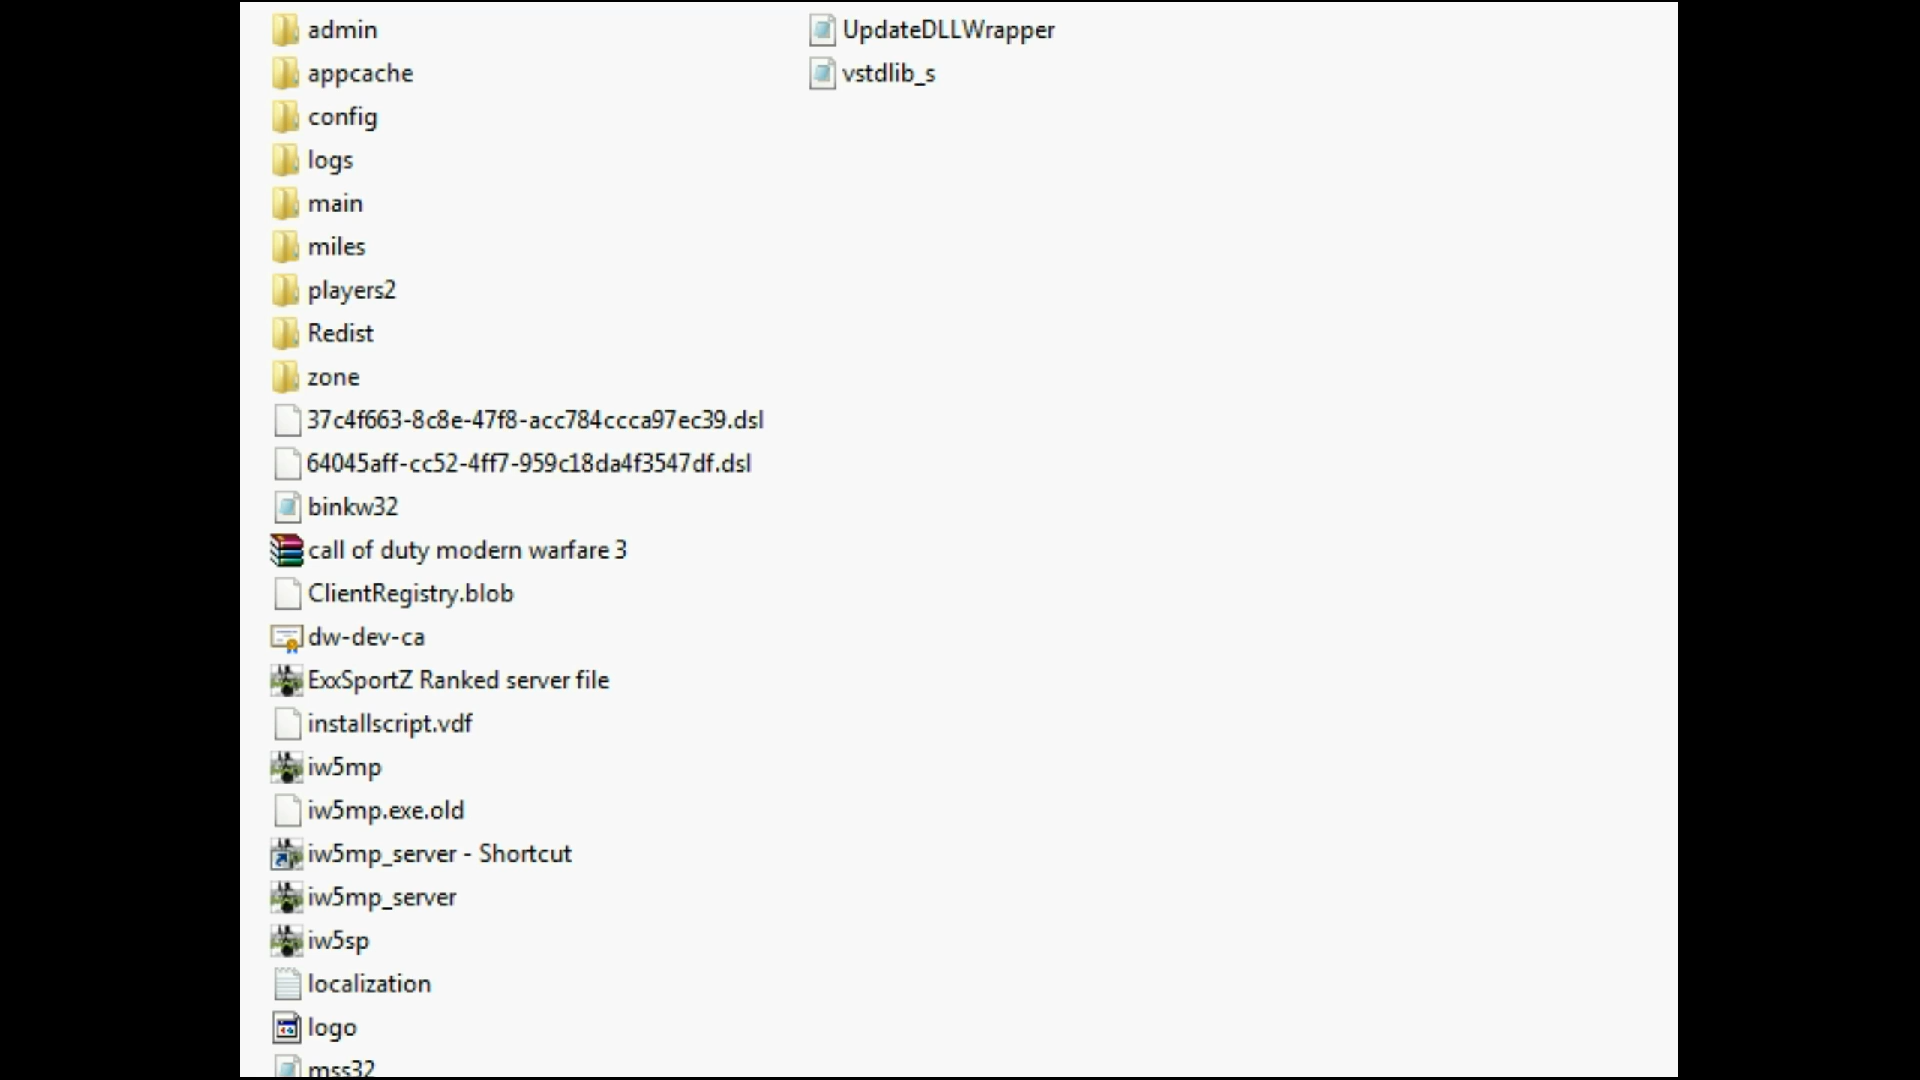 admin
appcache
config
logs
main
miles
players2
Redist
zone
37c4f663-8c8e-47f8-acc784ccca97ec39.dsl
64045aff-cc52-4ff7-959c18da4f3547df.dsl
binkw32
call of duty modern warfare 3
ClientRegistry.blob
dw-dev-ca
ExxSportZ Ranked server file
installscript.vdf
iw5mp
iw5mp.exe.old
iw5mp_server - Shortcut
iw5mp_server
iw5sp
localization
logo
mss32
UpdateDLLWrapper
vstdlib_s